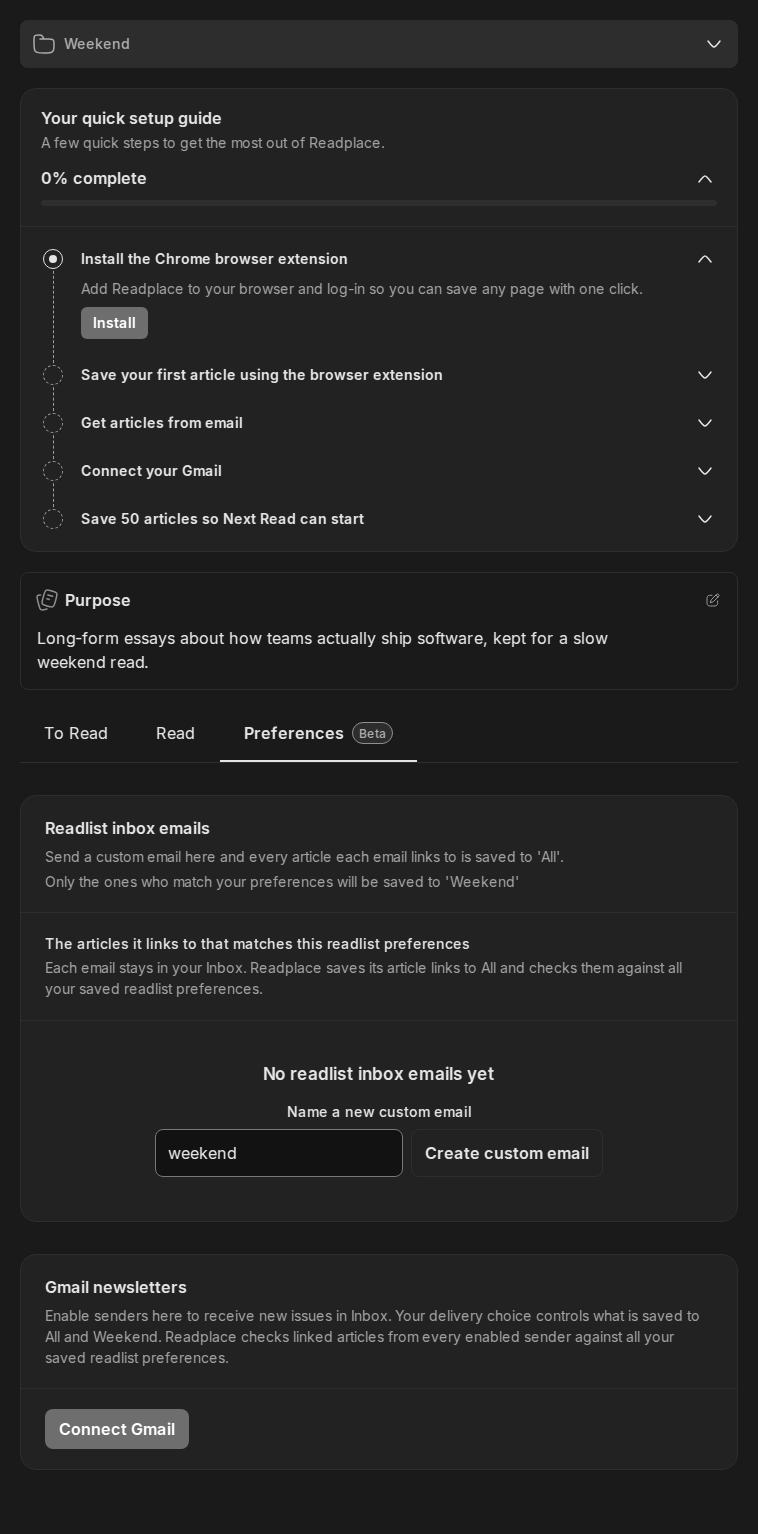 Weekend
Your quick setup guide
A few quick steps to get the most out of Readplace.
0% complete
Install the Chrome browser extension
Add Readplace to your browser and log-in so you can save any page with one click.
Install
Save your first article using the browser extension
Get articles from email
Connect your Gmail
Save 50 articles so Next Read can start
Purpose
Long-form essays about how teams actually ship software, kept for a slow
weekend read.
To Read Read Preferences Beta
Readlist inbox emails
Send a custom email here and every article each email links to is saved to 'All'.
Only the ones who match your preferences will be saved to 'Weekend'
The articles it links to that matches this readlist preferences
Each email stays in your Inbox. Readplace saves its article links to All and checks them against all
your saved readlist preferences.
No readlist inbox emails yet
Name a new custom email
weekend Create custom email
Gmail newsletters
Enable senders here to receive new issues in Inbox. Your delivery choice controls what is saved to
All and Weekend. Readplace checks linked articles from every enabled sender against all your
saved readlist preferences.
Connect Gmail